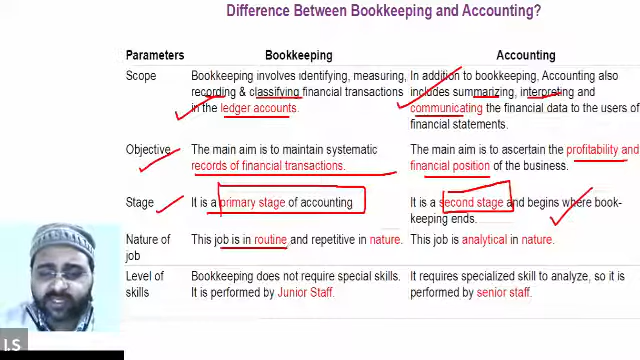 Difference Between Bookkeeping and Accounting?
Parameters Bookkeeping Accounting
Scope Bookkeeping involves identifying, measuring, In addition to bookkeeping, Accounting also
recording & classifying financial transactions includes summarizing, interpreting and
in the ledger accounts. communicating the financial data to the users of
financial statements.
Objective The main aim is to maintain systematic The main aim is to ascertain the profitability and
records of financial transactions. financial position of the business.
Stage It is a primary stage of accounting It is a second stage and begins where book-
keeping ends.
Nature of This job is in routine and repetitive in nature. This job is analytical in nature.
job
Level of Bookkeeping does not require special skills. It requires specialized skill to analyze, so it is
skills It is performed by Junior Staff. performed by senior staff.
I.S